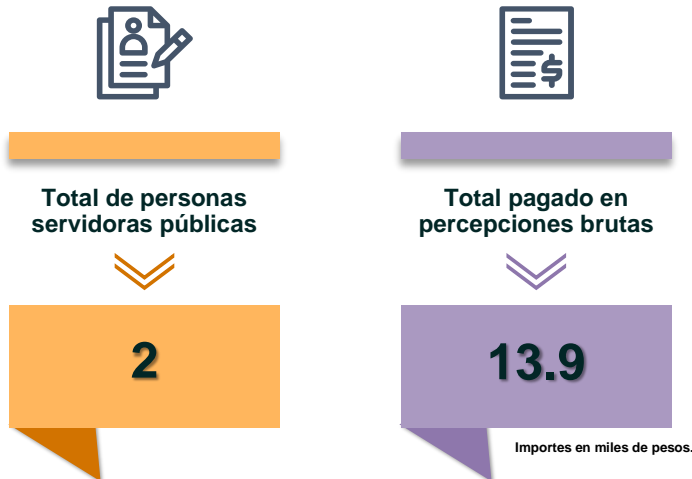 Total de personas
servidoras públicas
2
Total pagado en
percepciones brutas
13.9
Importes en miles de pesos.